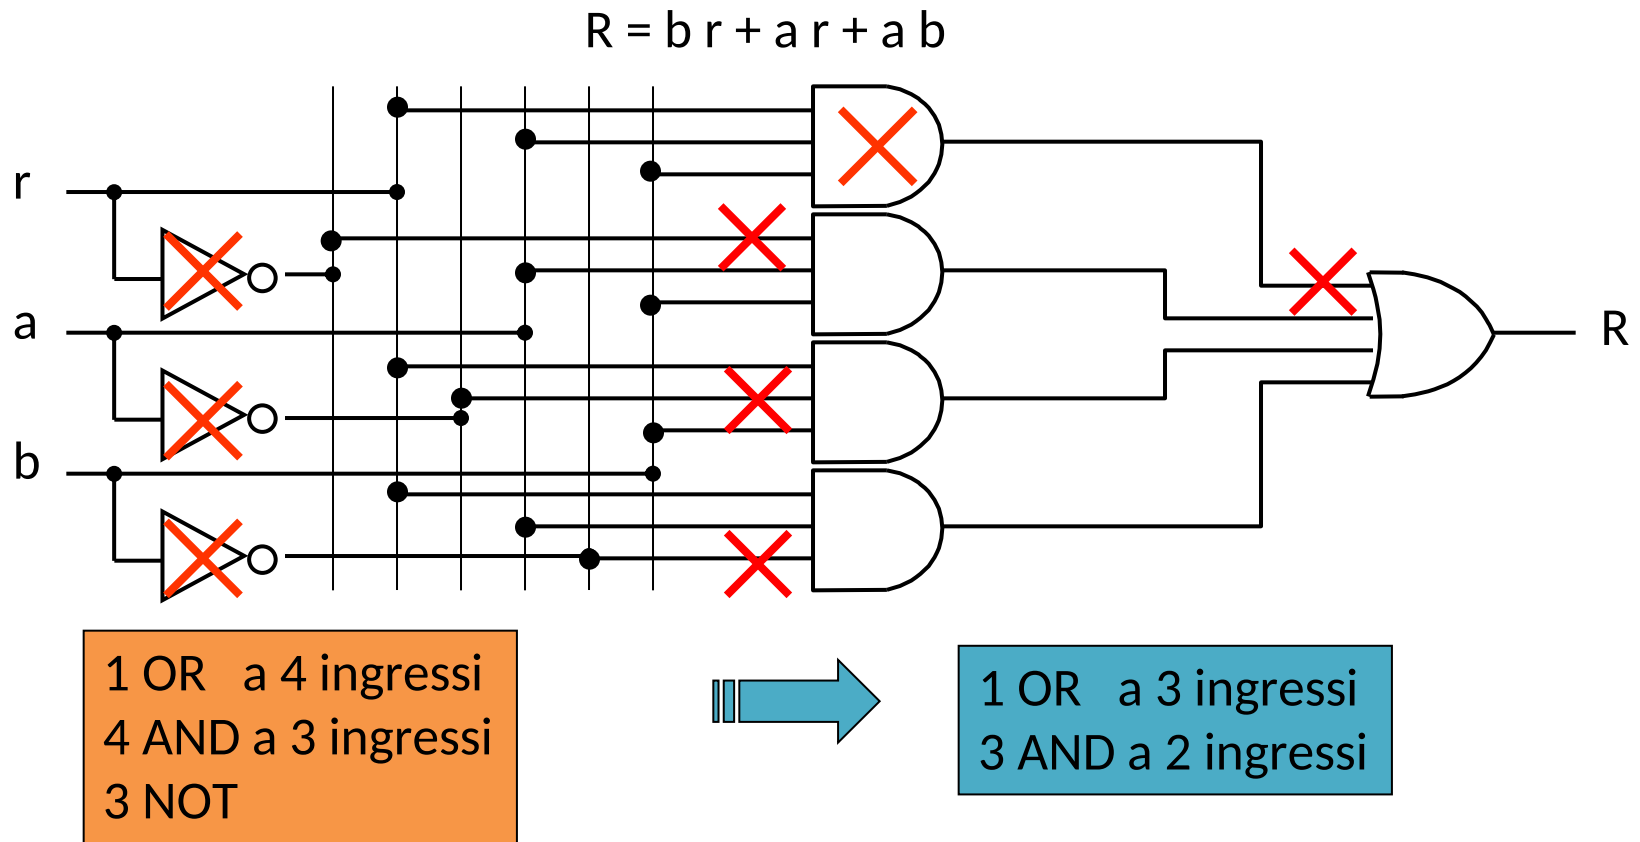 R = b r + a r + a b
r
a
b
R
1 OR a 4 ingressi
4 AND a 3 ingressi
3 NOT
1 OR a 3 ingressi
3 AND a 2 ingressi